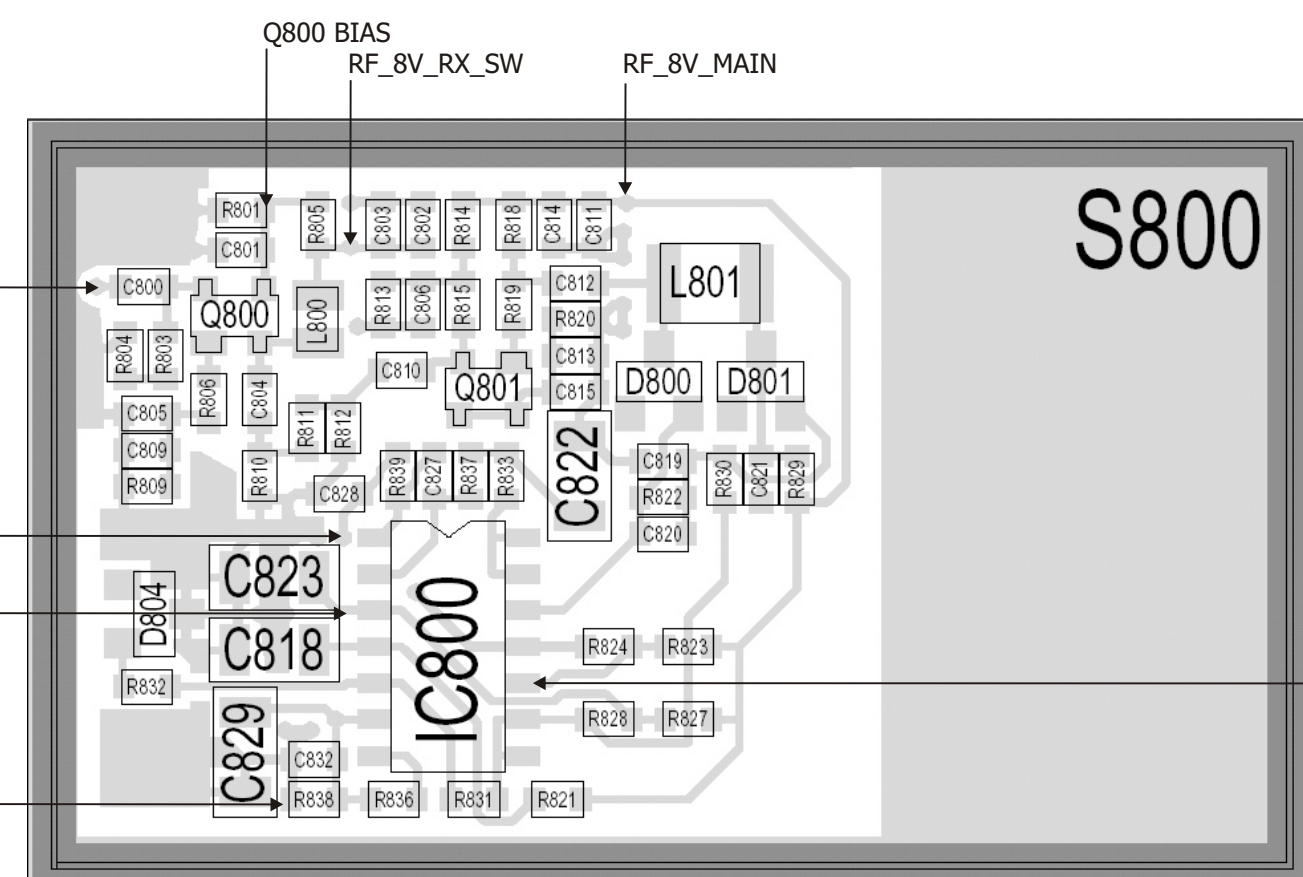 Q800 BIAS
RF_8V_RX_SW RF_8V_MAIN
S800
R801 R805 C803 C802 R814 R818 C814 C811
C801
C800 Q800 L800 R813 C806 R815 R819 C812 L801
R820
R804 R803 C810 Q801 C813 D800 D801
R806 C804 C815
C805 R811 R812 C822
C809 R810 R839 C827 R837 R833 C819 R830 C821 R829
R809 C828 R822
C820
C823
D804 IC800
C818 R824 R823
R832
C829 R828 R827
C832
R838 R836 R831 R821